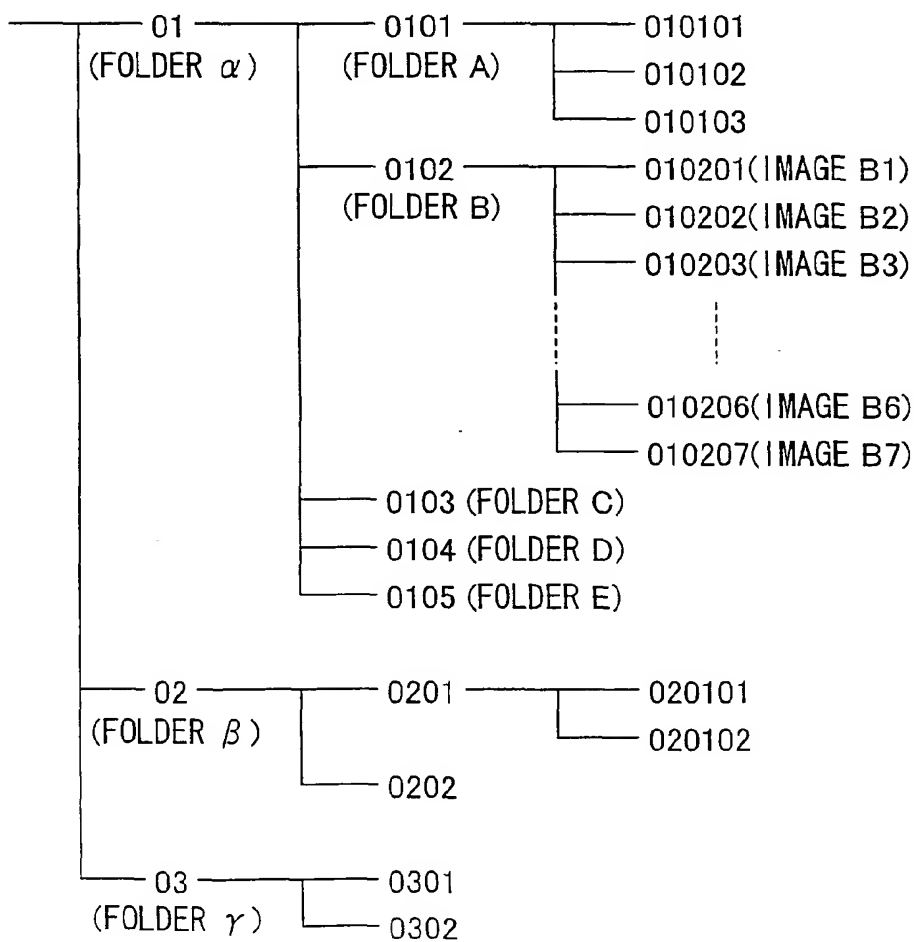 01 0101 010101
(FOLDER α) (FOLDER A) 010102
010103
0102 010201(IMAGE B1)
(FOLDER B) 010202(IMAGE B2)
010203(IMAGE B3)
010206(IMAGE B6)
010207(IMAGE B7)
0103 (FOLDER C)
0104 (FOLDER D)
0105 (FOLDER E)
02 0201 020101
(FOLDER β) 020102
0202
03 0301
(FOLDER γ) 0302